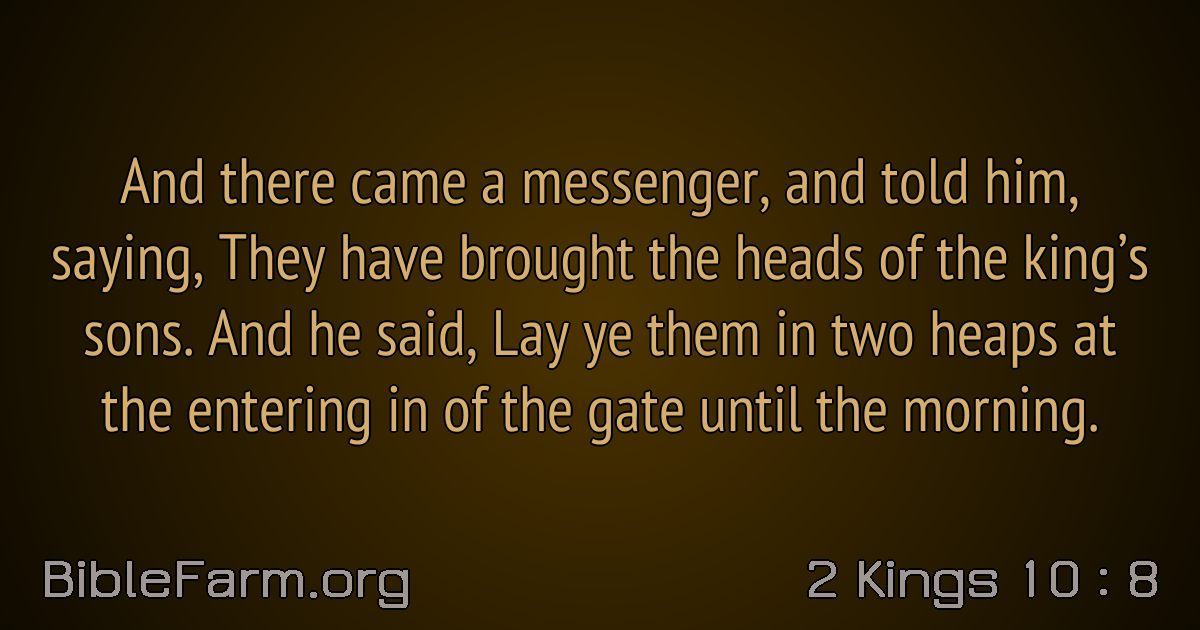 And there came a messenger, and told him,
saying, They have brought the heads of the king’s
sons. And he said, Lay ye them in two heaps at
the entering in of the gate until the morning.
BibleFarm.org
2 Kings 10 : 8